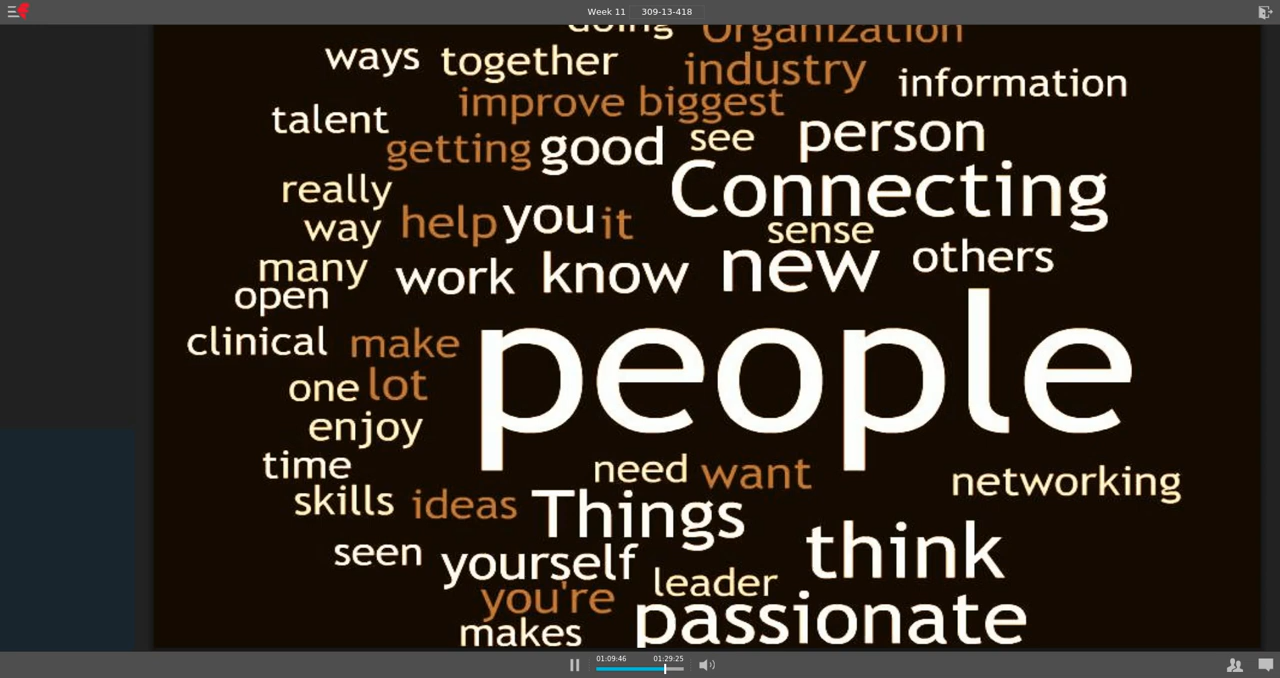 Week 11 309-13-418
doing Organization
ways together industry information
improve biggest
talent getting good see person
really Connecting
way help you it sense
many work know new others
open
clinical make people
one lot
enjoy
time need want networking
skills ideas Things
seen yourself think
leader
you're passionate
makes
01:09:46 01:29:25